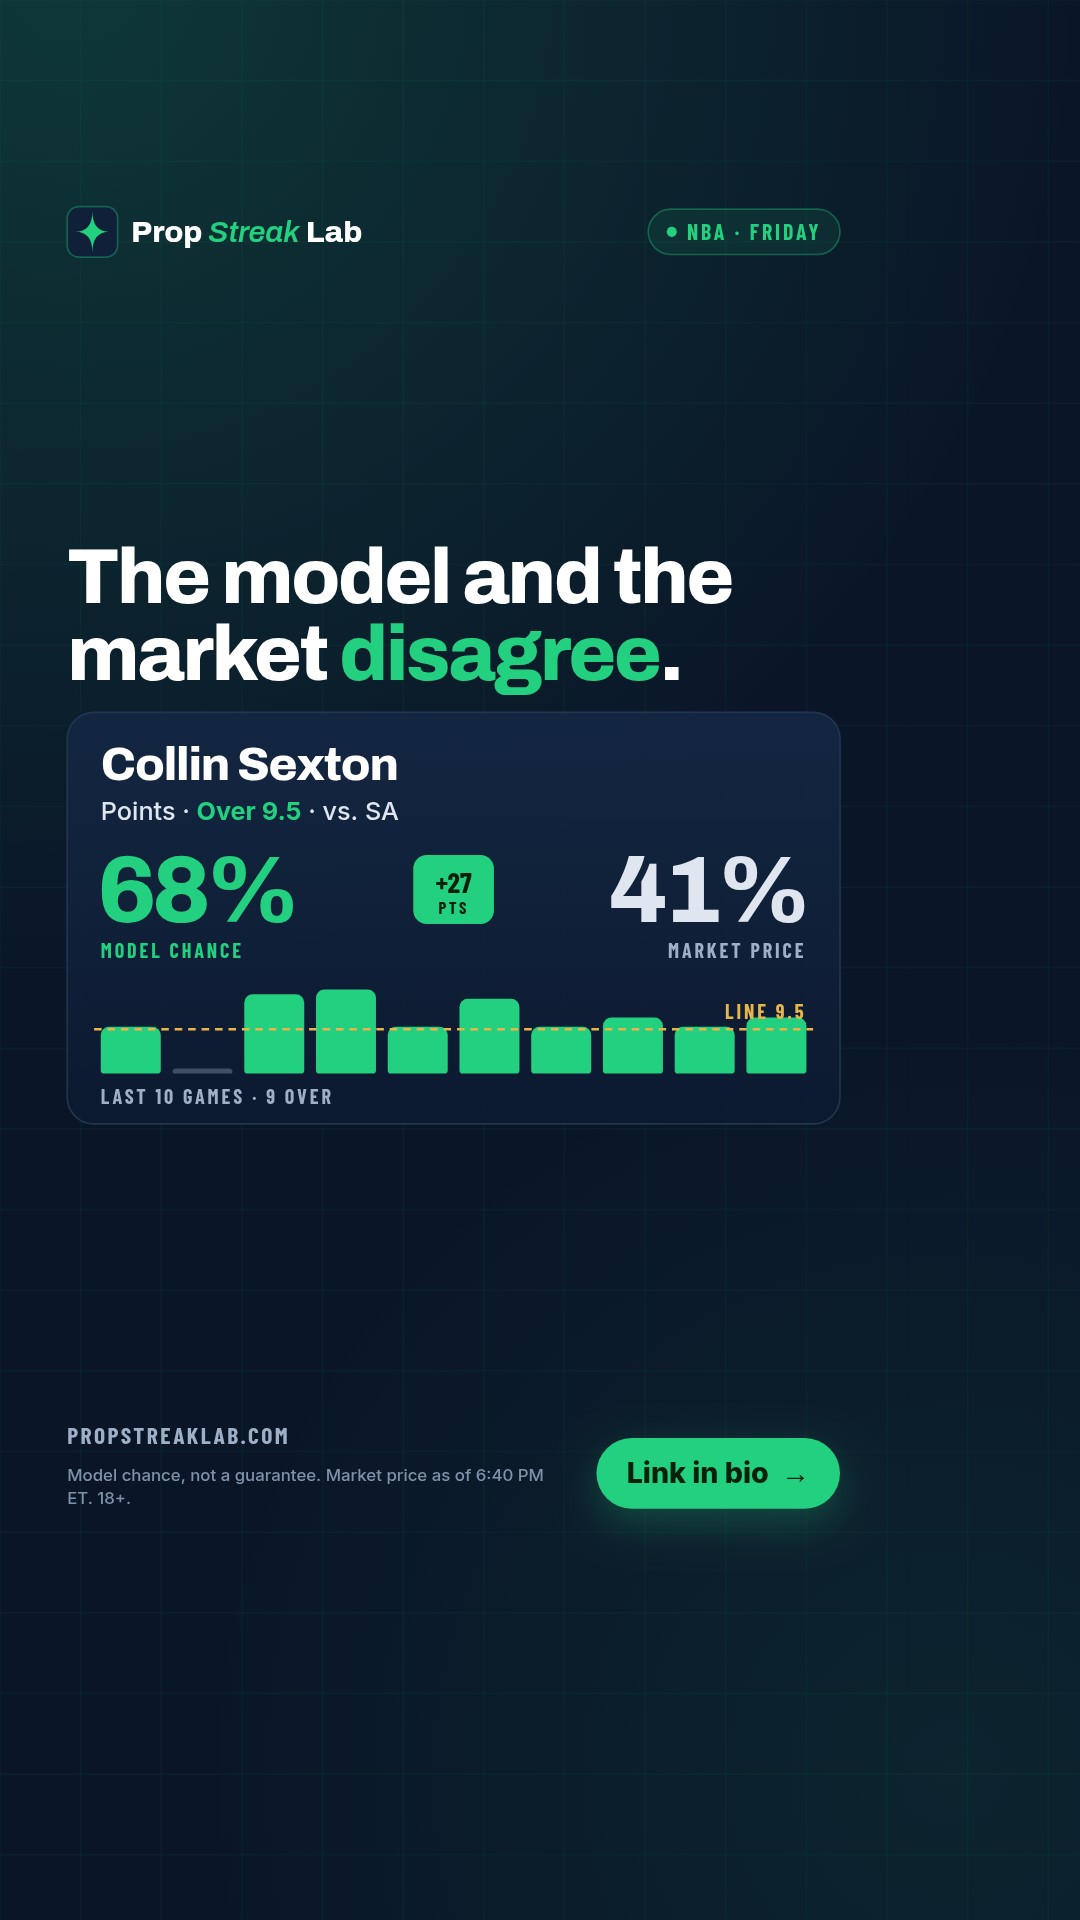 Prop Streak Lab
NBA · FRIDAY
The model and the
market disagree.
Collin Sexton
Points · Over 9.5 · vs. SA
68%
+27
PTS
41%
MODEL CHANCE
MARKET PRICE
LINE 9.5
LAST 10 GAMES · 9 OVER
PROPSTREAKLAB.COM
Model chance, not a guarantee. Market price as of 6:40 PM
ET. 18+.
Link in bio →